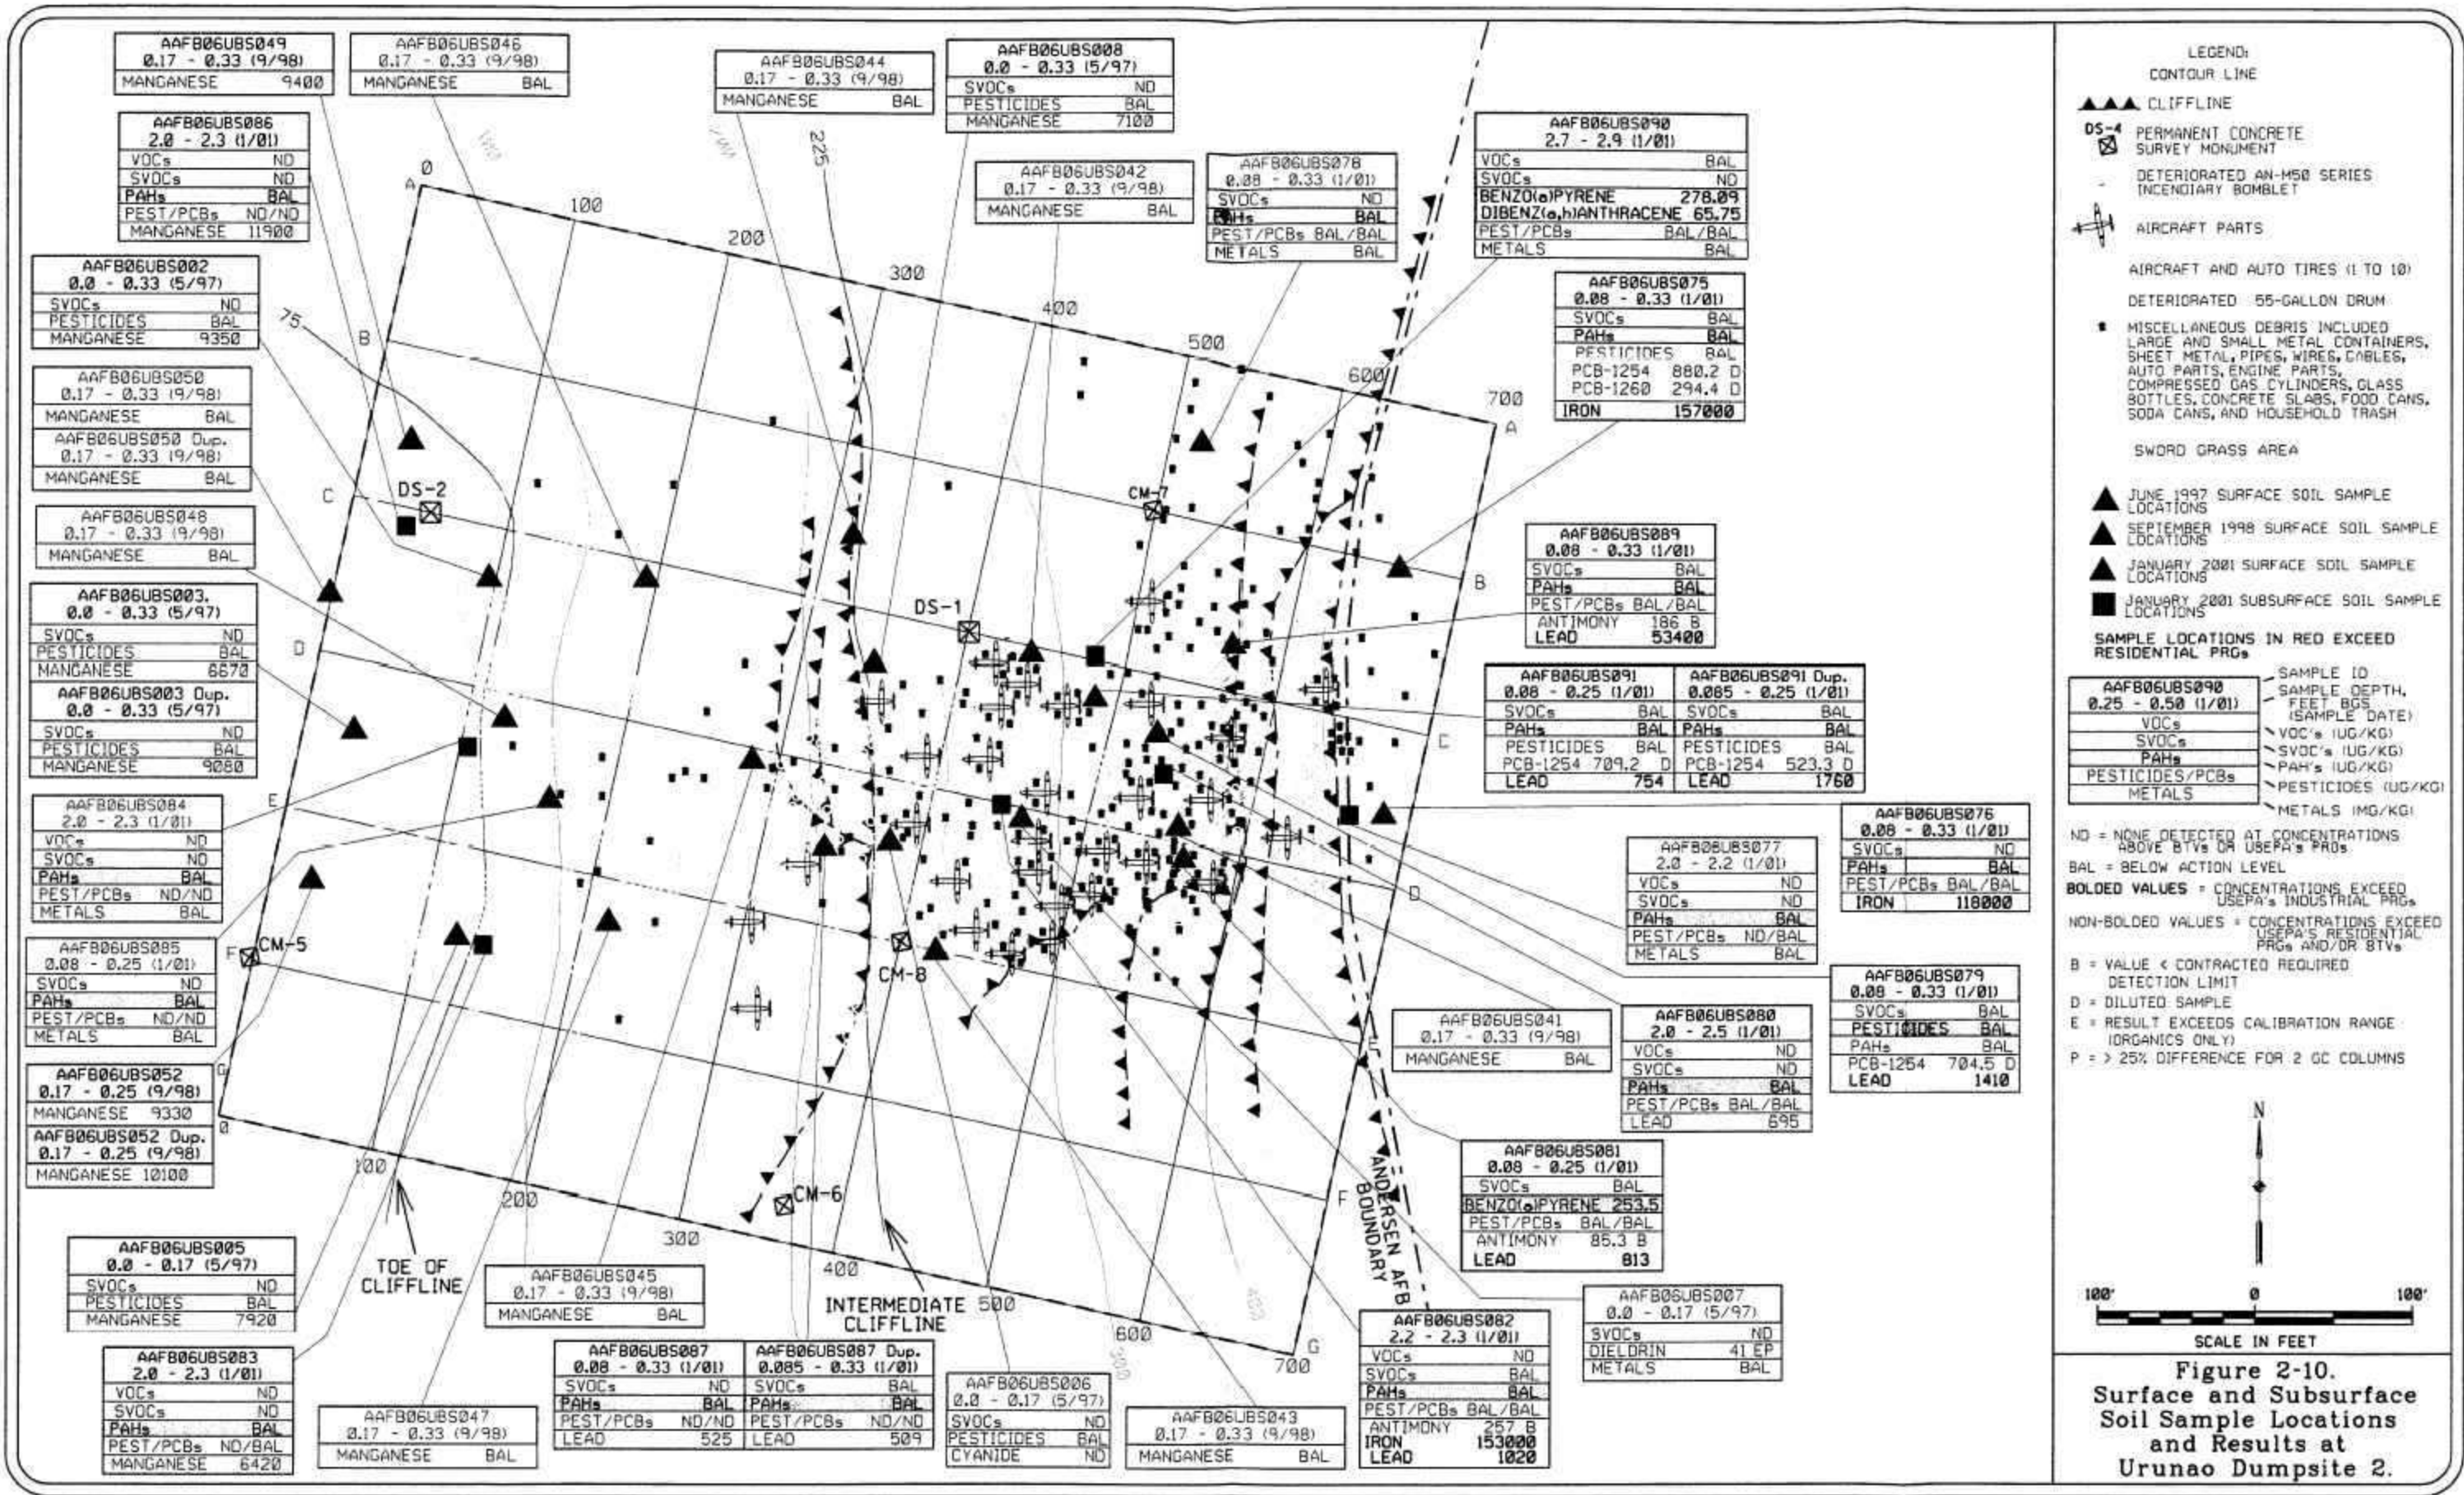 AAFB06UBS049
0.17 - 0.33 (9/98)
MANGANESE 9400
AAFB06UBS046
0.17 - 0.33 (9/98)
MANGANESE BAL
AAFB06UBS044
0.17 - 0.33 (9/98)
MANGANESE BAL
AAFB06UBS008
0.0 - 0.33 (5/97)
SVOCs ND
PESTICIDES BAL
MANGANESE 7100
AAFB06UBS086
2.0 - 2.3 (1/01)
VOCs ND
SVOCs ND
PAHs BAL
PEST/PCBs ND/ND
MANGANESE 11900
AAFB06UBS042
0.17 - 0.33 (9/98)
MANGANESE BAL
AAFB06UBS078
0.08 - 0.33 (1/01)
SVOCs ND
PAHs BAL
PEST/PCBs BAL/BAL
METALS BAL
AAFB06UBS090
2.7 - 2.9 (1/01)
VOCs BAL
SVOCs ND
BENZO(a)PYRENE 278.09
DIBENZ(a,h)ANTHRACENE 65.75
PEST/PCBs BAL/BAL
METALS BAL
AAFB06UBS002
0.0 - 0.33 (5/97)
SVOCs ND
PESTICIDES BAL
MANGANESE 9350
AAFB06UBS075
0.08 - 0.33 (1/01)
SVOCs BAL
PAHs BAL
PESTICIDES BAL
PCB-1254 880.2 D
PCB-1260 294.4 D
IRON 157000
AAFB06UBS050
0.17 - 0.33 (9/98)
MANGANESE BAL
AAFB06UBS050 Dup.
0.17 - 0.33 (9/98)
MANGANESE BAL
AAFB06UBS048
0.17 - 0.33 (9/98)
MANGANESE BAL
AAFB06UBS003.
0.0 - 0.33 (5/97)
SVOCs ND
PESTICIDES BAL
MANGANESE 6670
AAFB06UBS003 Dup.
0.0 - 0.33 (5/97)
SVOCs ND
PESTICIDES BAL
MANGANESE 9080
AAFB06UBS084
2.0 - 2.3 (1/01)
VOCs ND
SVOCs ND
PAHs BAL
PEST/PCBs ND/ND
METALS BAL
AAFB06UBS085
0.08 - 0.25 (1/01)
SVOCs ND
PAHs BAL
PEST/PCBs ND/ND
METALS BAL
AAFB06UBS052
0.17 - 0.25 (9/98)
MANGANESE 9330
AAFB06UBS052 Dup.
0.17 - 0.25 (9/98)
MANGANESE 10100
AAFB06UBS005
0.0 - 0.17 (5/97)
SVOCs ND
PESTICIDES BAL
MANGANESE 7920
AAFB06UBS083
2.0 - 2.3 (1/01)
VOCs ND
SVOCs ND
PAHs BAL
PEST/PCBs ND/BAL
MANGANESE 6420
AAFB06UBS047
0.17 - 0.33 (9/98)
MANGANESE BAL
AAFB06UBS045
0.17 - 0.33 (9/98)
MANGANESE BAL
AAFB06UBS087
0.08 - 0.33 (1/01)
SVOCs ND
PAHs BAL
PEST/PCBs ND/ND
LEAD 525
AAFB06UBS087 Dup.
0.085 - 0.33 (1/01)
SVOCs BAL
PAHs BAL
PEST/PCBs ND/ND
LEAD 509
AAFB06UBS006
0.0 - 0.17 (5/97)
SVOCs ND
PESTICIDES BAL
CYANIDE ND
AAFB06UBS043
0.17 - 0.33 (9/98)
MANGANESE BAL
AAFB06UBS082
2.2 - 2.3 (1/01)
VOCs ND
SVOCs BAL
PAHs BAL
PEST/PCBs BAL/BAL
ANTIMONY 257 B
IRON 153000
LEAD 1020
AAFB06UBS007
0.0 - 0.17 (5/97)
SVOCs ND
DIELDRIN 41 EP
METALS BAL
AAFB06UBS081
0.08 - 0.25 (1/01)
SVOCs BAL
BENZO(a)PYRENE 253.5
PEST/PCBs BAL/BAL
ANTIMONY 85.3 B
LEAD 813
AAFB06UBS041
0.17 - 0.33 (9/98)
MANGANESE BAL
AAFB06UBS080
2.0 - 2.5 (1/01)
VOCs ND
SVOCs ND
PAHs BAL
PEST/PCBs BAL/BAL
LEAD 695
AAFB06UBS079
0.08 - 0.33 (1/01)
SVOCs BAL
PESTICIDES BAL
PAHs BAL
PCB-1254 704.5 D
LEAD 1410
AAFB06UBS077
2.0 - 2.2 (1/01)
VOCs ND
SVOCs ND
PAHs BAL
PEST/PCBs ND/BAL
METALS BAL
AAFB06UBS076
0.08 - 0.33 (1/01)
SVOCs ND
PAHs BAL
PEST/PCBs BAL/BAL
IRON 118000
AAFB06UBS091
0.08 - 0.25 (1/01)
SVOCs BAL
PAHs BAL
PESTICIDES BAL
PCB-1254 709.2 D
LEAD 754
AAFB06UBS091 Dup.
0.085 - 0.25 (1/01)
SVOCs BAL
PAHs BAL
PESTICIDES BAL
PCB-1254 523.3 D
LEAD 1760
AAFB06UBS089
0.08 - 0.33 (1/01)
SVOCs BAL
PAHs BAL
PEST/PCBs BAL/BAL
ANTIMONY 186 B
LEAD 53400
A
0
100
200
300
400
500
600
700
A
B
C
D
E
F
G
B
C
D
E
F
G
0
100
200
300
400
500
600
700
75
225
400
300
DS-2
DS-1
CM-7
CM-5
CM-8
CM-6
TOE OF
CLIFFLINE
INTERMEDIATE
CLIFFLINE
ANDERSEN AFB
BOUNDARY
LEGEND:
CONTOUR LINE
CLIFFLINE
DS-4
PERMANENT CONCRETE
SURVEY MONUMENT
DETERIORATED AN-M50 SERIES
INCENDIARY BOMBLET
AIRCRAFT PARTS
AIRCRAFT AND AUTO TIRES (1 TO 10)
DETERIORATED 55-GALLON DRUM
MISCELLANEOUS DEBRIS INCLUDED
LARGE AND SMALL METAL CONTAINERS,
SHEET METAL, PIPES, WIRES, CABLES,
AUTO PARTS, ENGINE PARTS,
COMPRESSED GAS CYLINDERS, GLASS
BOTTLES, CONCRETE SLABS, FOOD CANS,
SODA CANS, AND HOUSEHOLD TRASH
SWORD GRASS AREA
JUNE 1997 SURFACE SOIL SAMPLE
LOCATIONS
SEPTEMBER 1998 SURFACE SOIL SAMPLE
LOCATIONS
JANUARY 2001 SURFACE SOIL SAMPLE
LOCATIONS
JANUARY 2001 SUBSURFACE SOIL SAMPLE
LOCATIONS
SAMPLE LOCATIONS IN RED EXCEED
RESIDENTIAL PRGs
AAFB06UBS090
0.25 - 0.50 (1/01)
VOCs
SVOCs
PAHs
PESTICIDES/PCBs
METALS
SAMPLE ID
SAMPLE DEPTH,
FEET BGS
(SAMPLE DATE)
VOC's (UG/KG)
SVOC's (UG/KG)
PAH's (UG/KG)
PESTICIDES (UG/KG)
METALS (MG/KG)
ND = NONE DETECTED AT CONCENTRATIONS
ABOVE BTVs OR USEPA's PRGs
BAL = BELOW ACTION LEVEL
BOLDED VALUES = CONCENTRATIONS EXCEED
USEPA's INDUSTRIAL PRGs
NON-BOLDED VALUES = CONCENTRATIONS EXCEED
USEPA'S RESIDENTIAL
PRGs AND/OR BTVs
B = VALUE < CONTRACTED REQUIRED
DETECTION LIMIT
D = DILUTED SAMPLE
E = RESULT EXCEEDS CALIBRATION RANGE
(ORGANICS ONLY)
P = > 25% DIFFERENCE FOR 2 GC COLUMNS
N
100' 0 100'
SCALE IN FEET
Figure 2-10.
Surface and Subsurface
Soil Sample Locations
and Results at
Urunao Dumpsite 2.